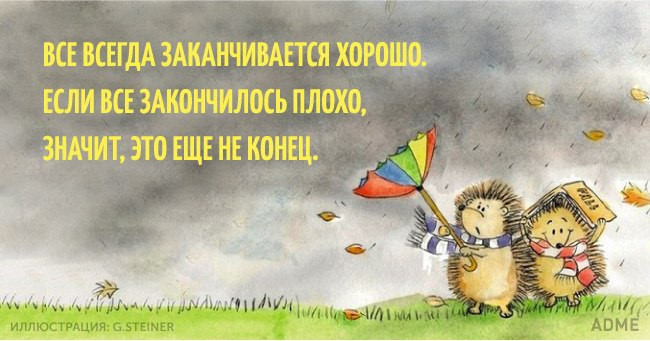 ВСЕ ВСЕГДА ЗАКАНЧИВАЕТСЯ ХОРОШО.
ЕСЛИ ВСЕ ЗАКОНЧИЛОСЬ ПЛОХО,
ЗНАЧИТ, ЭТО ЕЩЕ НЕ КОНЕЦ.
ИЛЛЮСТРАЦИЯ: G.STEINER
ADME